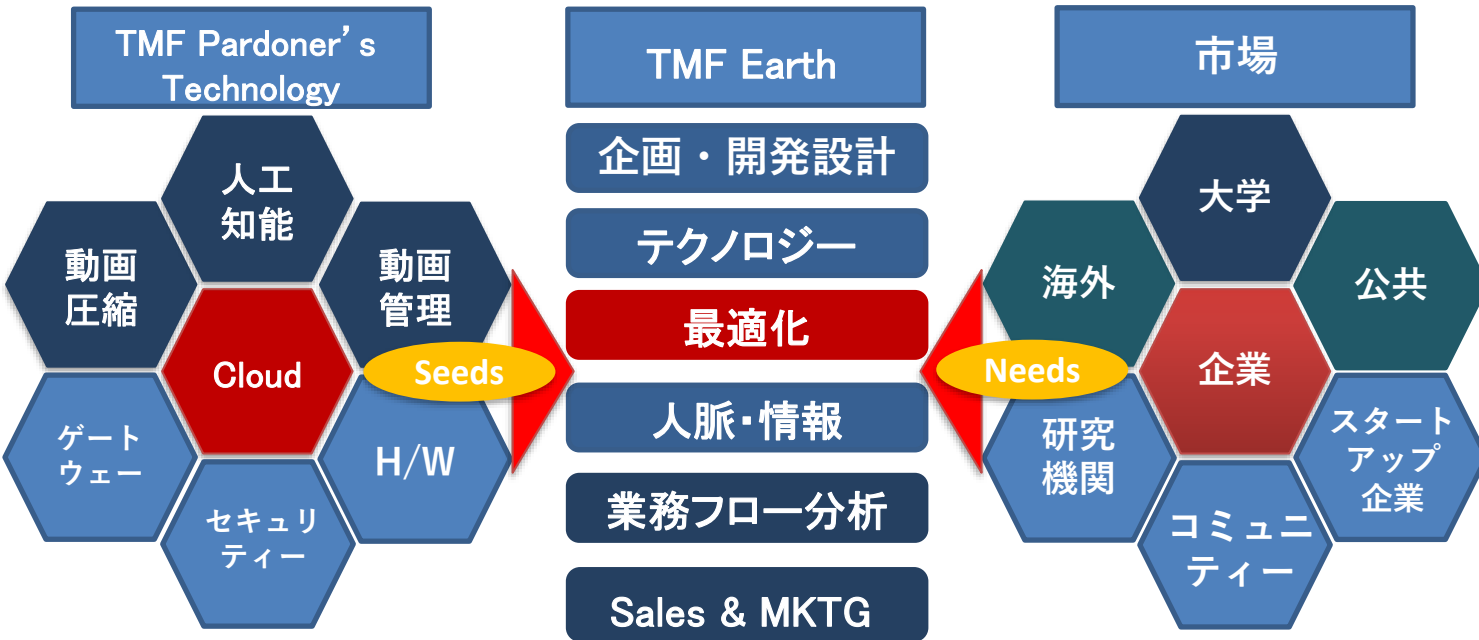 TMF Pardoner’s
Technology
人工
知能
動画
圧縮
動画
管理
Cloud
Seeds
ゲート
ウェー
H/W
セキュリ
ティー
TMF Earth
企画・開発設計
テクノロジー
最適化
人脈・情報
業務フロー分析
Sales & MKTG
市場
大学
海外
公共
企業
Needs
研究
機関
スタート
アップ
企業
コミュニ
ティー